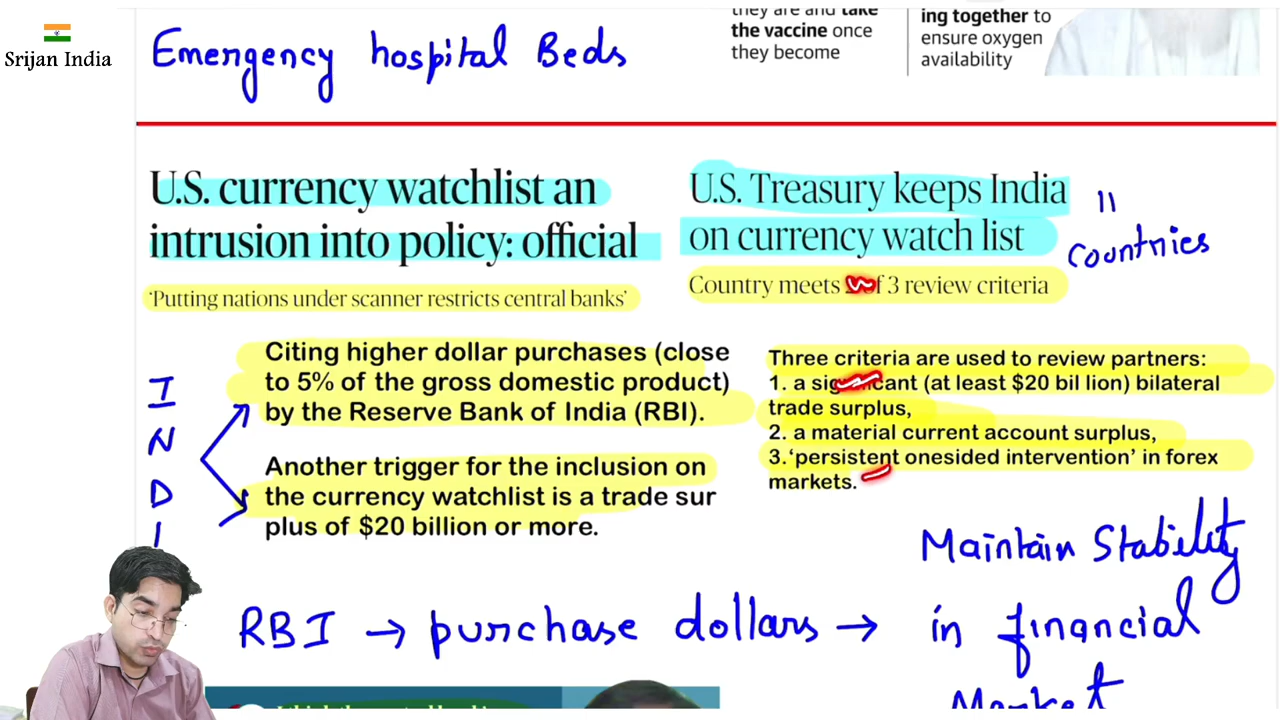 Srijan India
Emergency hospital Beds
they are and take
the vaccine once
they become
ing together to
ensure oxygen
availability
U.S. currency watchlist an
intrusion into policy: official
‘Putting nations under scanner restricts central banks’
U.S. Treasury keeps India
on currency watch list
Country meets of 3 review criteria
11
countries
I
N
D
I
Citing higher dollar purchases (close
to 5% of the gross domestic product)
by the Reserve Bank of India (RBI).
Another trigger for the inclusion on
the currency watchlist is a trade sur
plus of $20 billion or more.
Three criteria are used to review partners:
1. a significant (at least $20 bil lion) bilateral
trade surplus,
2. a material current account surplus,
3.‘persistent onesided intervention’ in forex
markets.
RBI → purchase dollars →
Maintain Stability
in financial
Market